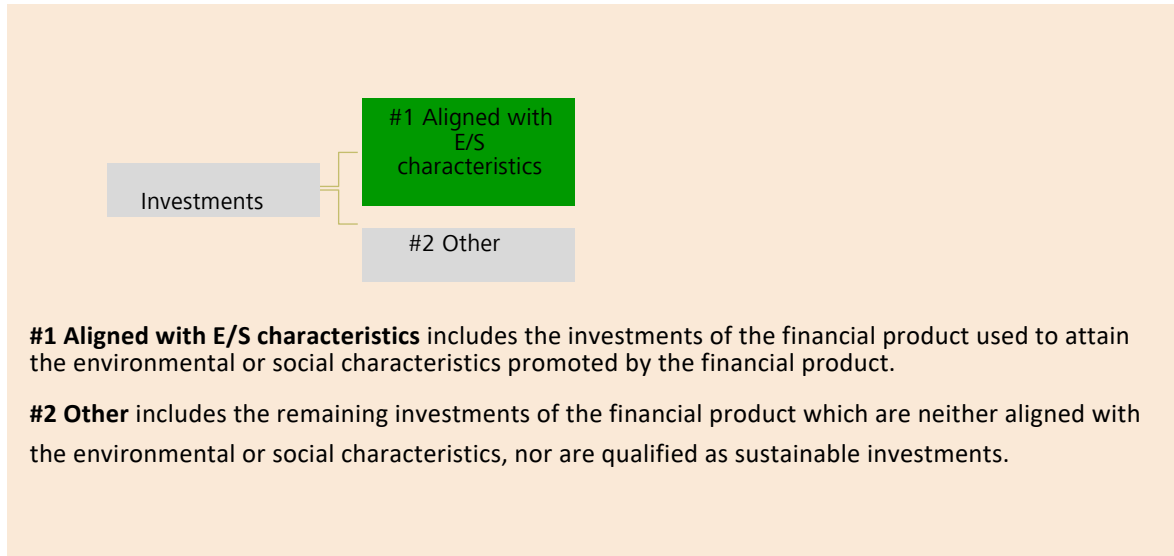 #1 Aligned with
E/S
characteristics
Investments
#2 Other
#1 Aligned with E/S characteristics includes the investments of the financial product used to attain
the environmental or social characteristics promoted by the financial product.
#2 Other includes the remaining investments of the financial product which are neither aligned with
the environmental or social characteristics, nor are qualified as sustainable investments.